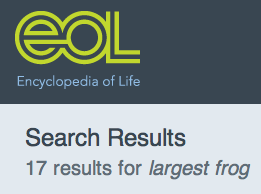 eol
Encyclopedia of Life
Search Results
17 results for largest frog